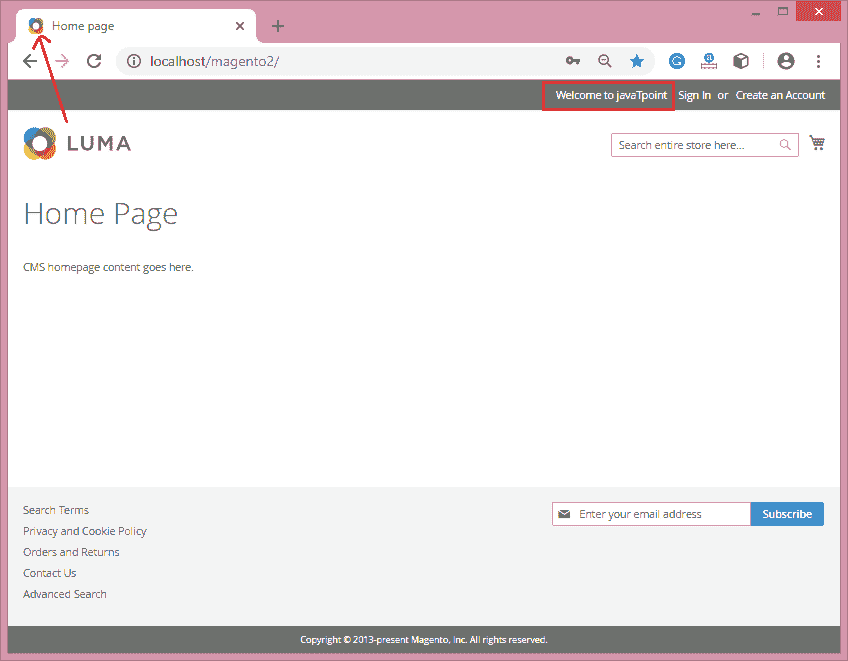 Home page
localhost/magento2/
Welcome to javaTpoint Sign In or Create an Account
LUMA
Search entire store here...
Home Page
CMS homepage content goes here.
Search Terms
Privacy and Cookie Policy
Orders and Returns
Contact Us
Advanced Search
Enter your email address
Subscribe
Copyright © 2013-present Magento, Inc. All rights reserved.